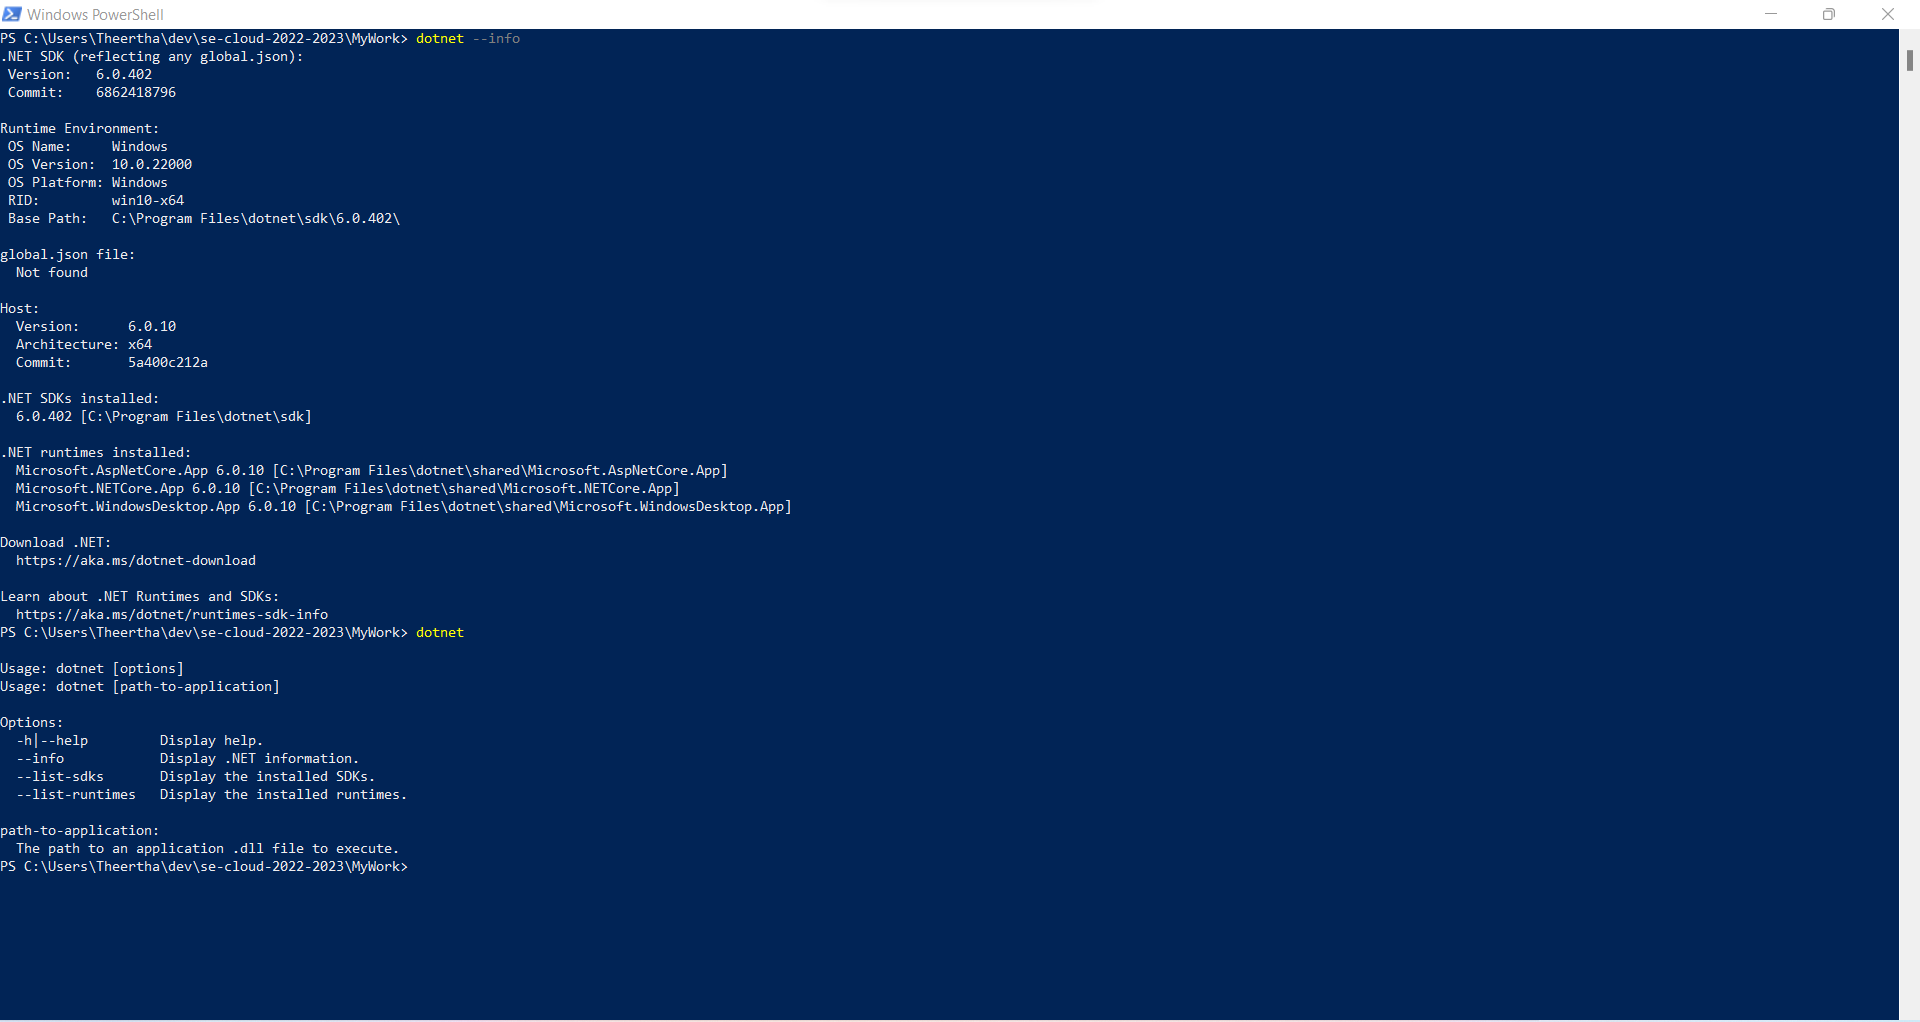 Windows PowerShell
PS C:\Users\Theertha\dev\se-cloud-2022-2023\MyWork> dotnet --info
.NET SDK (reflecting any global.json):
 Version:   6.0.402
 Commit:    6862418796

Runtime Environment:
 OS Name:     Windows
 OS Version:  10.0.22000
 OS Platform: Windows
 RID:         win10-x64
 Base Path:   C:\Program Files\dotnet\sdk\6.0.402\

global.json file:
  Not found

Host:
  Version:      6.0.10
  Architecture: x64
  Commit:       5a400c212a

.NET SDKs installed:
  6.0.402 [C:\Program Files\dotnet\sdk]

.NET runtimes installed:
  Microsoft.AspNetCore.App 6.0.10 [C:\Program Files\dotnet\shared\Microsoft.AspNetCore.App]
  Microsoft.NETCore.App 6.0.10 [C:\Program Files\dotnet\shared\Microsoft.NETCore.App]
  Microsoft.WindowsDesktop.App 6.0.10 [C:\Program Files\dotnet\shared\Microsoft.WindowsDesktop.App]

Download .NET:
  https://aka.ms/dotnet-download

Learn about .NET Runtimes and SDKs:
  https://aka.ms/dotnet/runtimes-sdk-info
PS C:\Users\Theertha\dev\se-cloud-2022-2023\MyWork> dotnet

Usage: dotnet [options]
Usage: dotnet [path-to-application]

Options:
  -h|--help         Display help.
  --info            Display .NET information.
  --list-sdks       Display the installed SDKs.
  --list-runtimes   Display the installed runtimes.

path-to-application:
  The path to an application .dll file to execute.
PS C:\Users\Theertha\dev\se-cloud-2022-2023\MyWork>